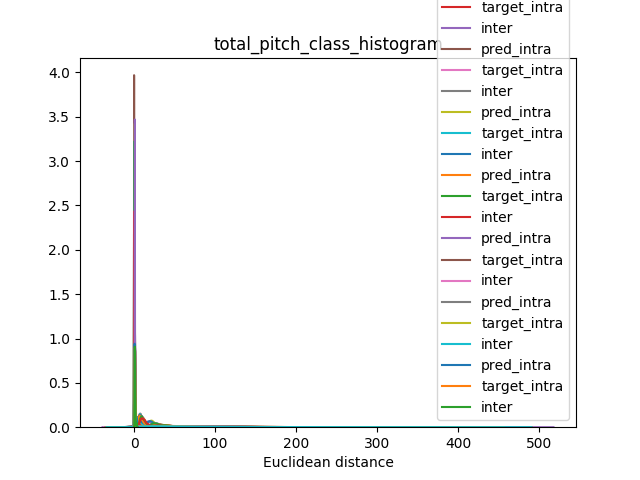 target_intra
inter
total_pitch_class_histogram
pred_intra
target_intra
inter
pred_intra
target_intra
inter
pred_intra
target_intra
inter
pred_intra
target_intra
inter
pred_intra
target_intra
inter
pred_intra
target_intra
inter
4.0
3.5
3.0
2.5
2.0
1.5
1.0
0.5
0.0
0
100
200
300
400
500
Euclidean distance